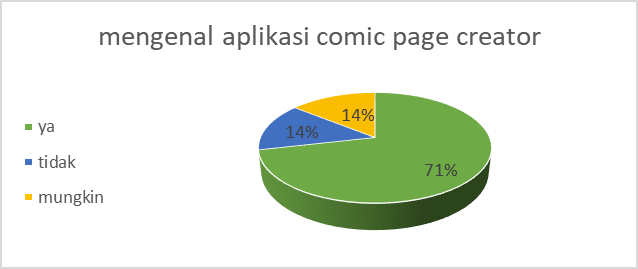 mengenal aplikasi comic page creator
ya
tidak
mungkin
14%
14%
71%